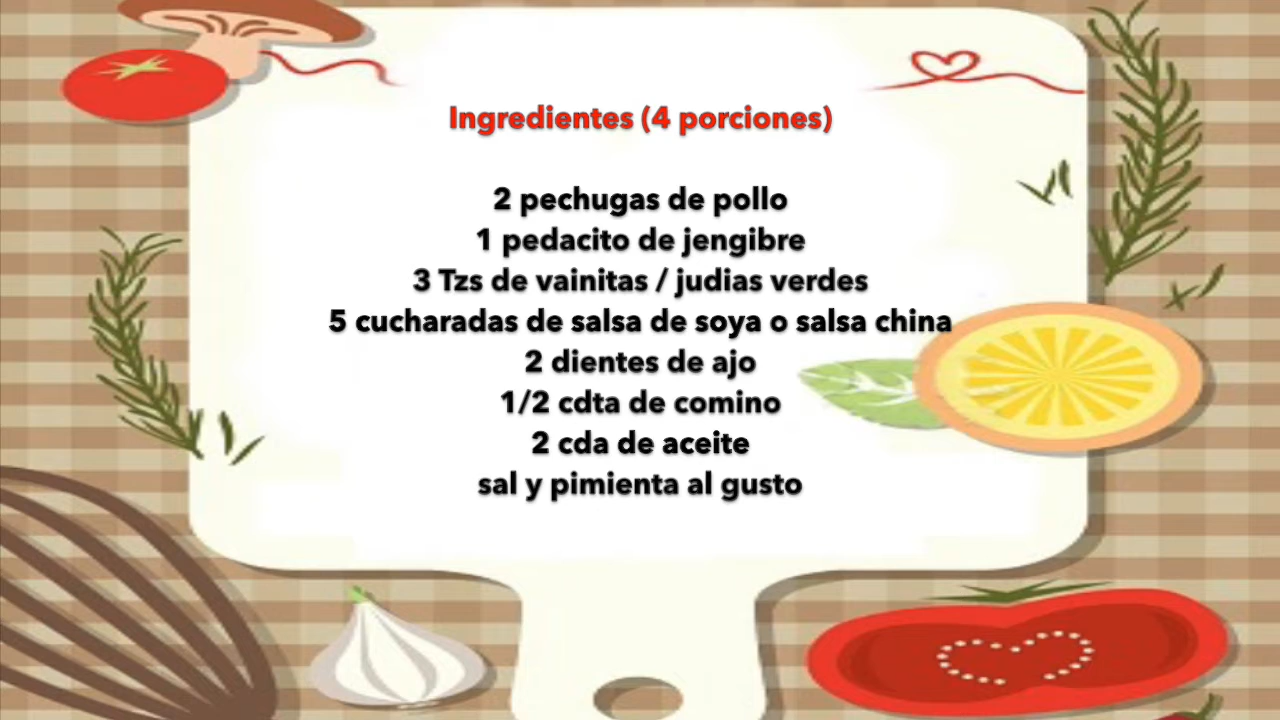 Ingredientes (4 porciones)
2 pechugas de pollo
1 pedacito de jengibre
3 Tzs de vainitas / judias verdes
5 cucharadas de salsa de soya o salsa china
2 dientes de ajo
1/2 cdta de comino
2 cda de aceite
sal y pimienta al gusto